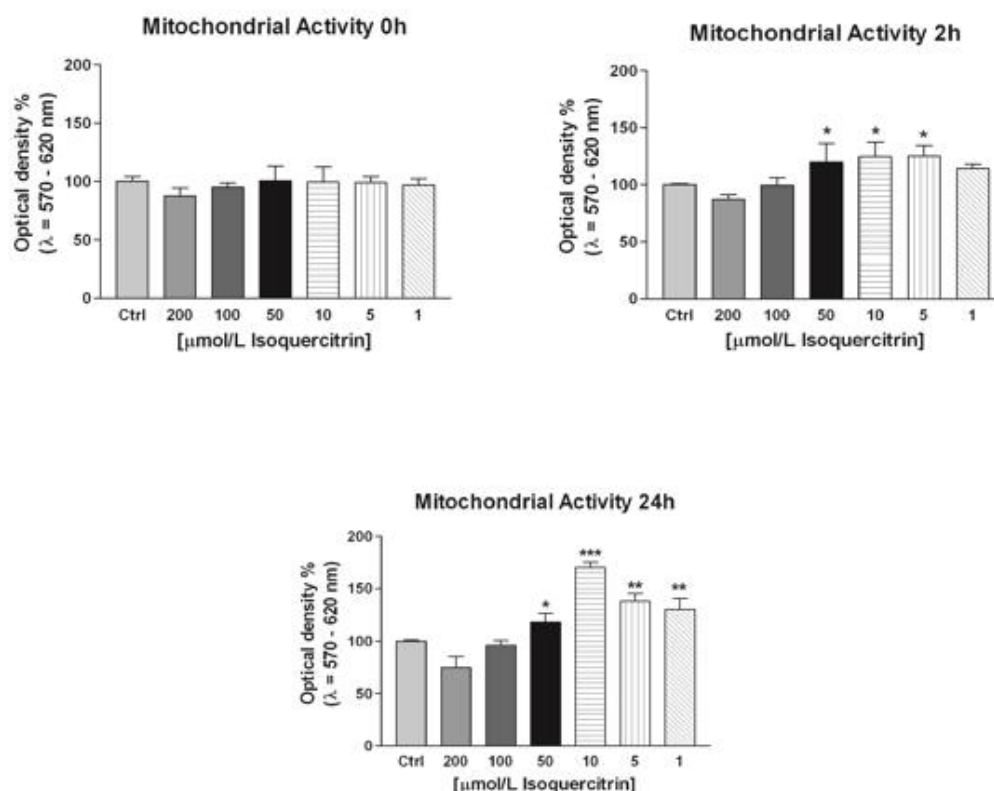 Mitochondrial Activity 0h
Optical density %
(λ = 570 - 620 nm)
200
150
100
50
0
Ctrl 200 100 50 10 5 1
[μmol/L Isoquercitrin]
Mitochondrial Activity 2h
Optical density %
(λ = 570 - 620 nm)
200
150
100
50
0
* * *
Ctrl 200 100 50 10 5 1
[μmol/L Isoquercitrin]
Mitochondrial Activity 24h
Optical density %
(λ = 570 - 620 nm)
200
150
100
50
0
* *** ** **
Ctrl 200 100 50 10 5 1
[μmol/L Isoquercitrin]